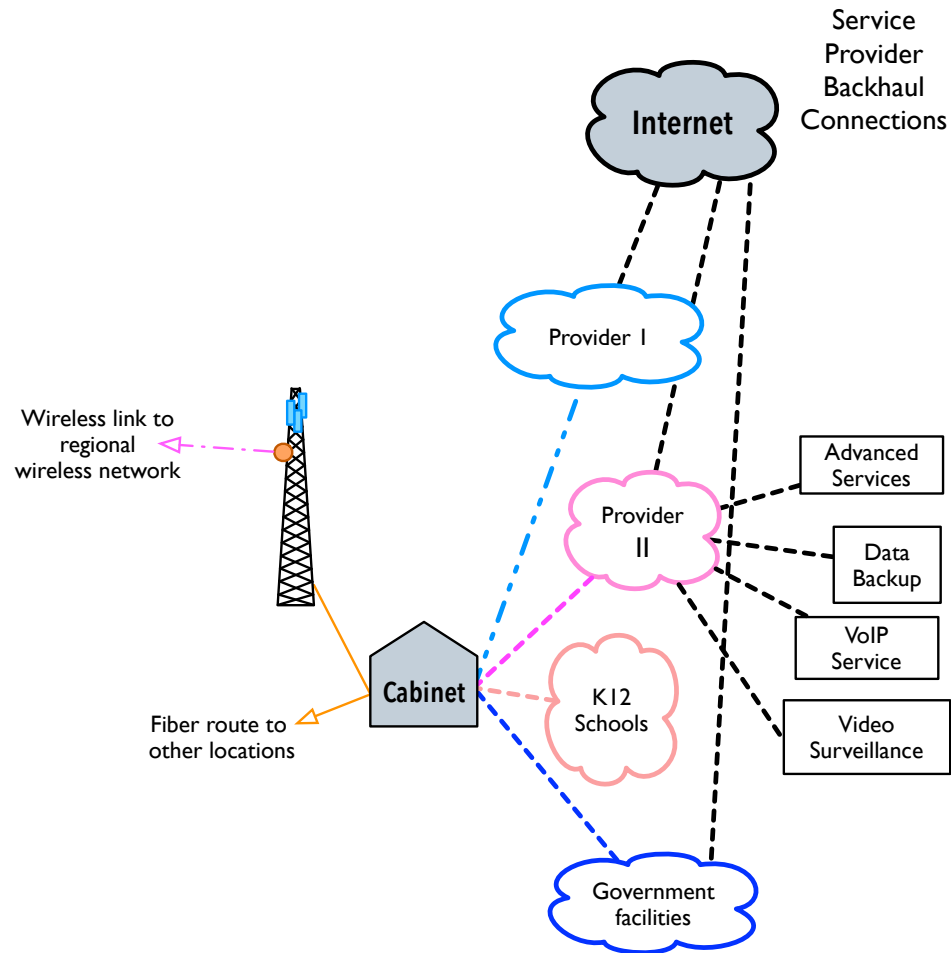 Service
Provider
Backhaul
Connections
Internet
Provider 1
Wireless link to
regional
wireless network
Advanced
Services
Provider
II
Data
Backup
VoIP
Service
Cabinet
K12
Schools
Fiber route to
other locations
Video
Surveillance
Government
facilities